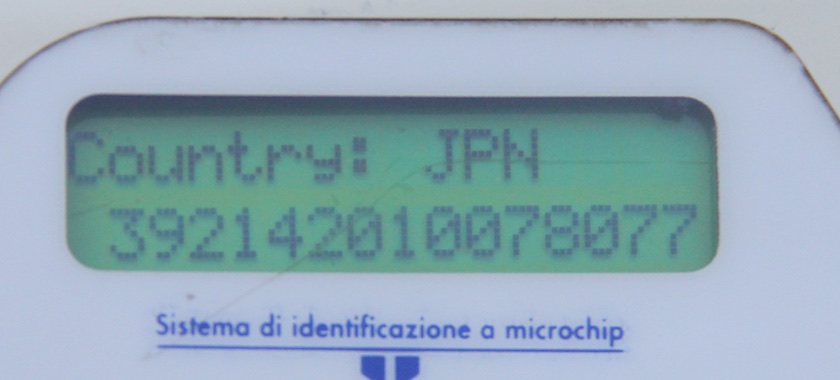 Country: JPN
392142010078077
Sistema di identificazione a microchip